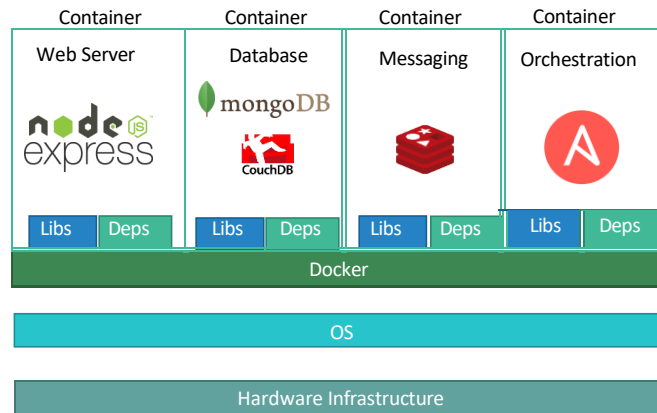 Container Container Container Container
Web Server Database Messaging Orchestration
mongoDB
node JS
express
CouchDB
Libs Deps Libs Deps Libs Deps Libs Deps
Docker
OS
Hardware Infrastructure